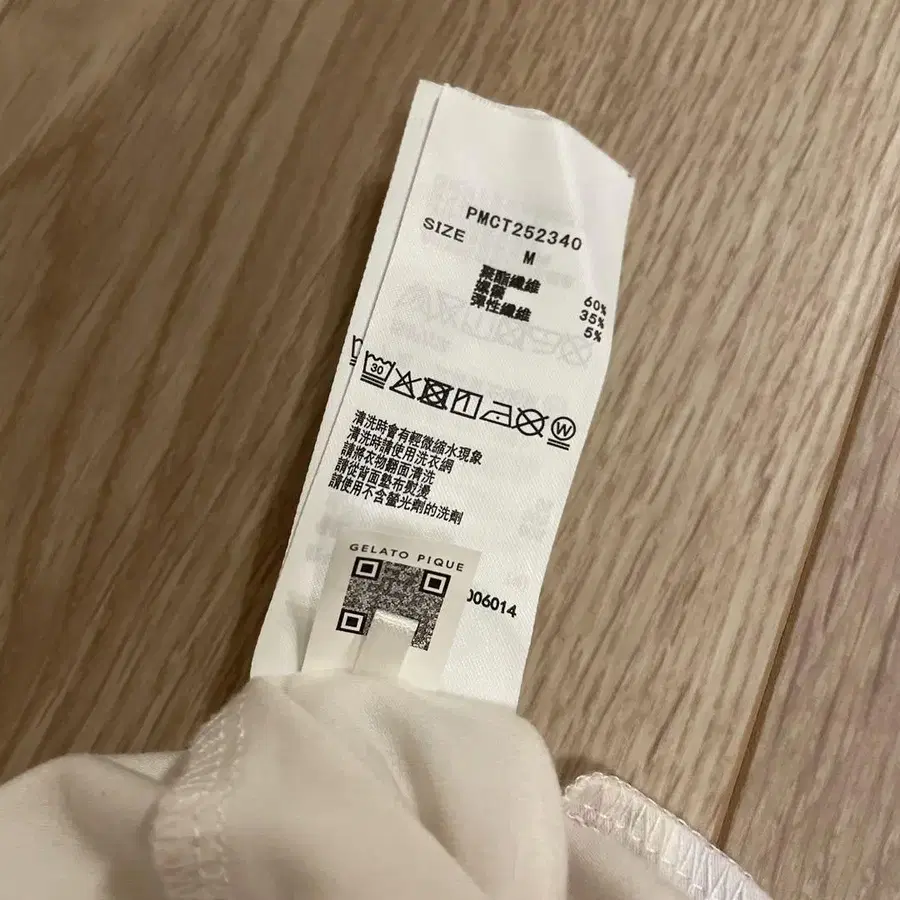 PMCT252340
SIZE
M
聚酯纖維 60%
嫘縈 35%
彈性纖維 5%
30
W
清洗時會有輕微縮水現象
清洗時請使用洗衣網
請將衣物翻面清洗
請從背面墊布熨燙
請使用不含螢光劑的洗劑
GELATO PIQUE
006014